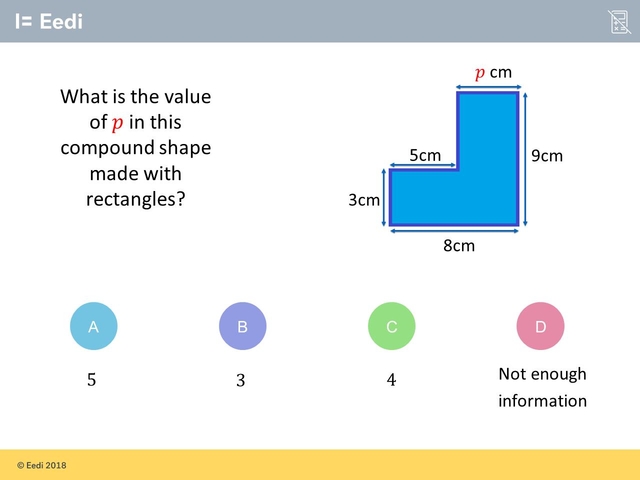 Eedi
What is the value
of p in this
compound shape
made with
rectangles?
p cm
5cm
9cm
3cm
8cm
A
B
C
D
5
3
4
Not enough
information
© Eedi 2018